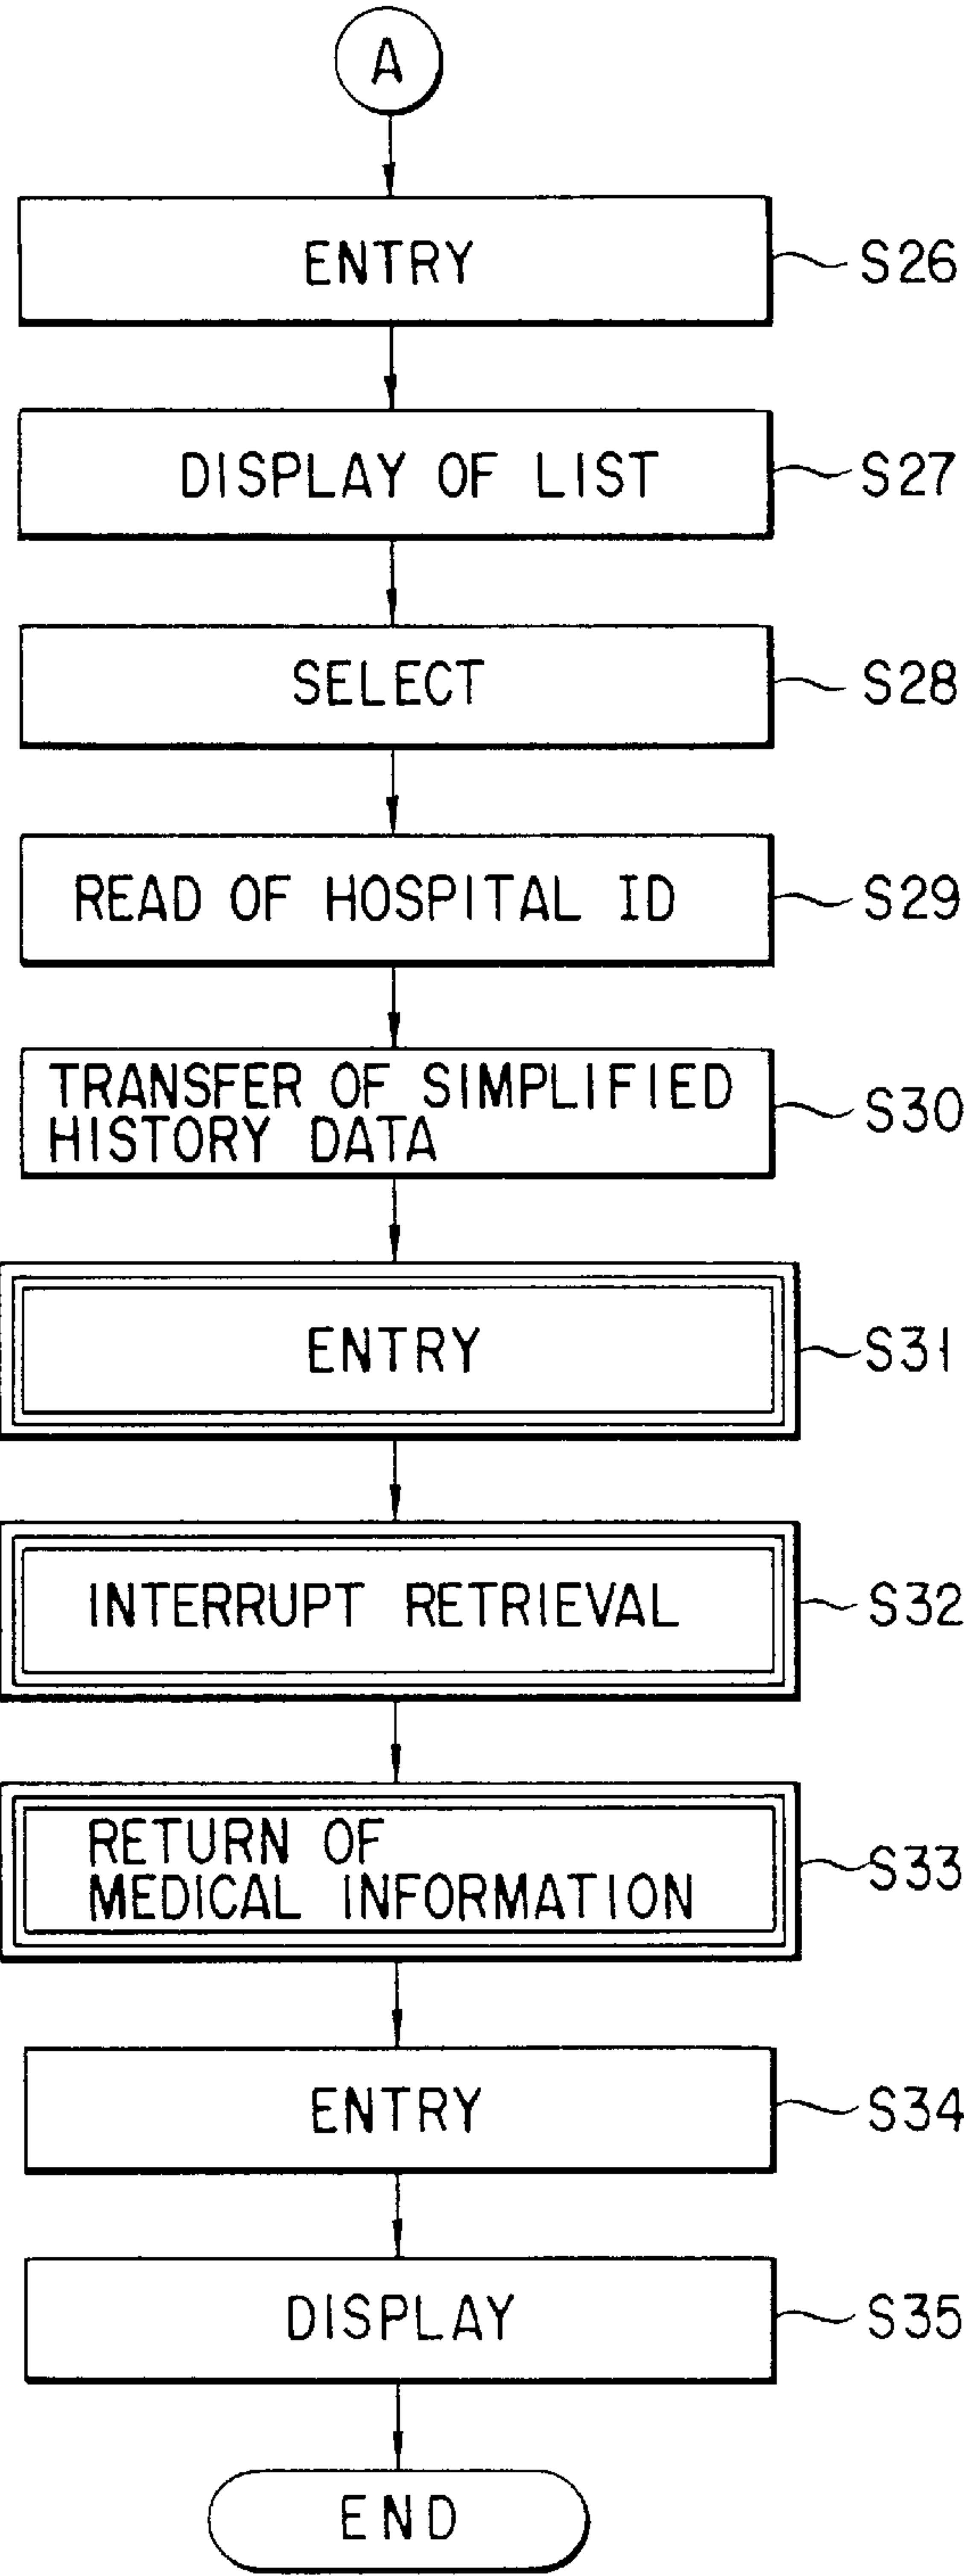 A
ENTRY S26
DISPLAY OF LIST S27
SELECT S28
READ OF HOSPITAL ID S29
TRANSFER OF SIMPLIFIED
HISTORY DATA S30
ENTRY S31
INTERRUPT RETRIEVAL S32
RETURN OF
MEDICAL INFORMATION S33
ENTRY S34
DISPLAY S35
END